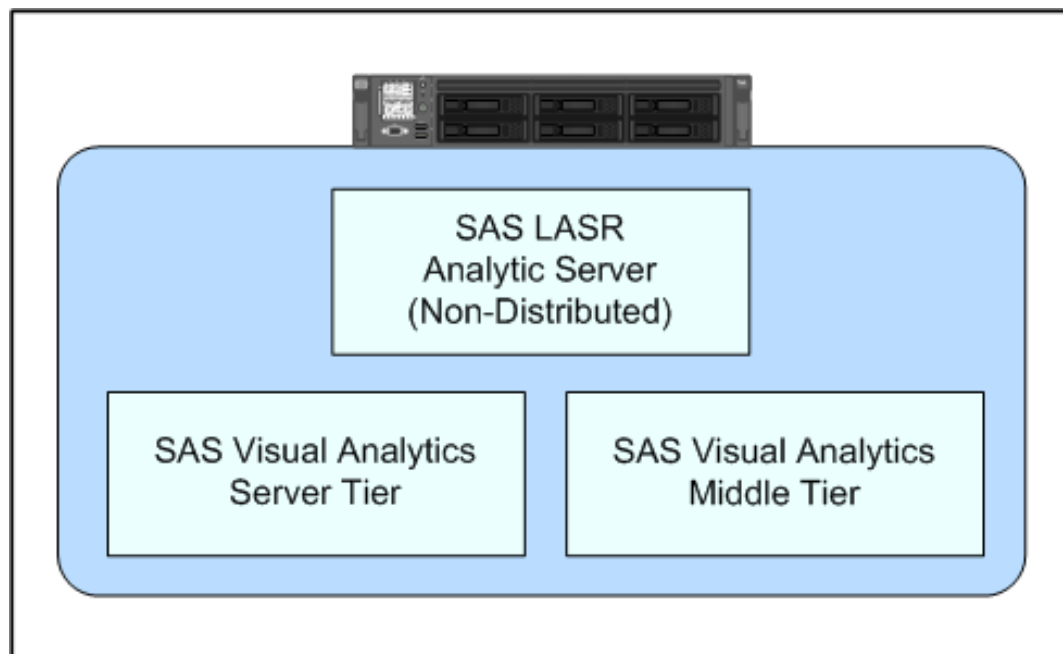 SAS LASR
Analytic Server
(Non-Distributed)
SAS Visual Analytics
Server Tier
SAS Visual Analytics
Middle Tier